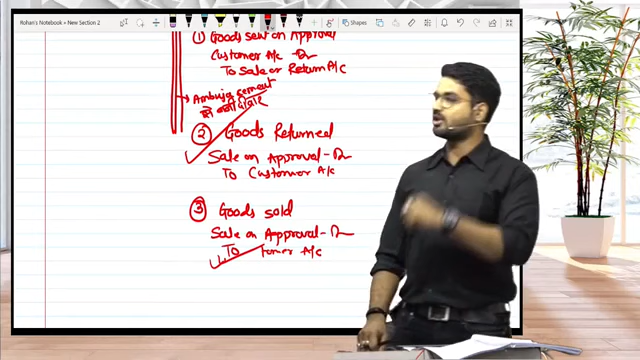 Rohan's Notebook » New Section 2
Shapes
① Goods sent on Approval
Customer A/c - Dr
To Sale or Return A/C
→ Ambuja cement
② Goods Returned
Sale on Approval - Dr
To Customer A/c
③ Goods sold
Sale on Approval - Dr
To tomer A/c